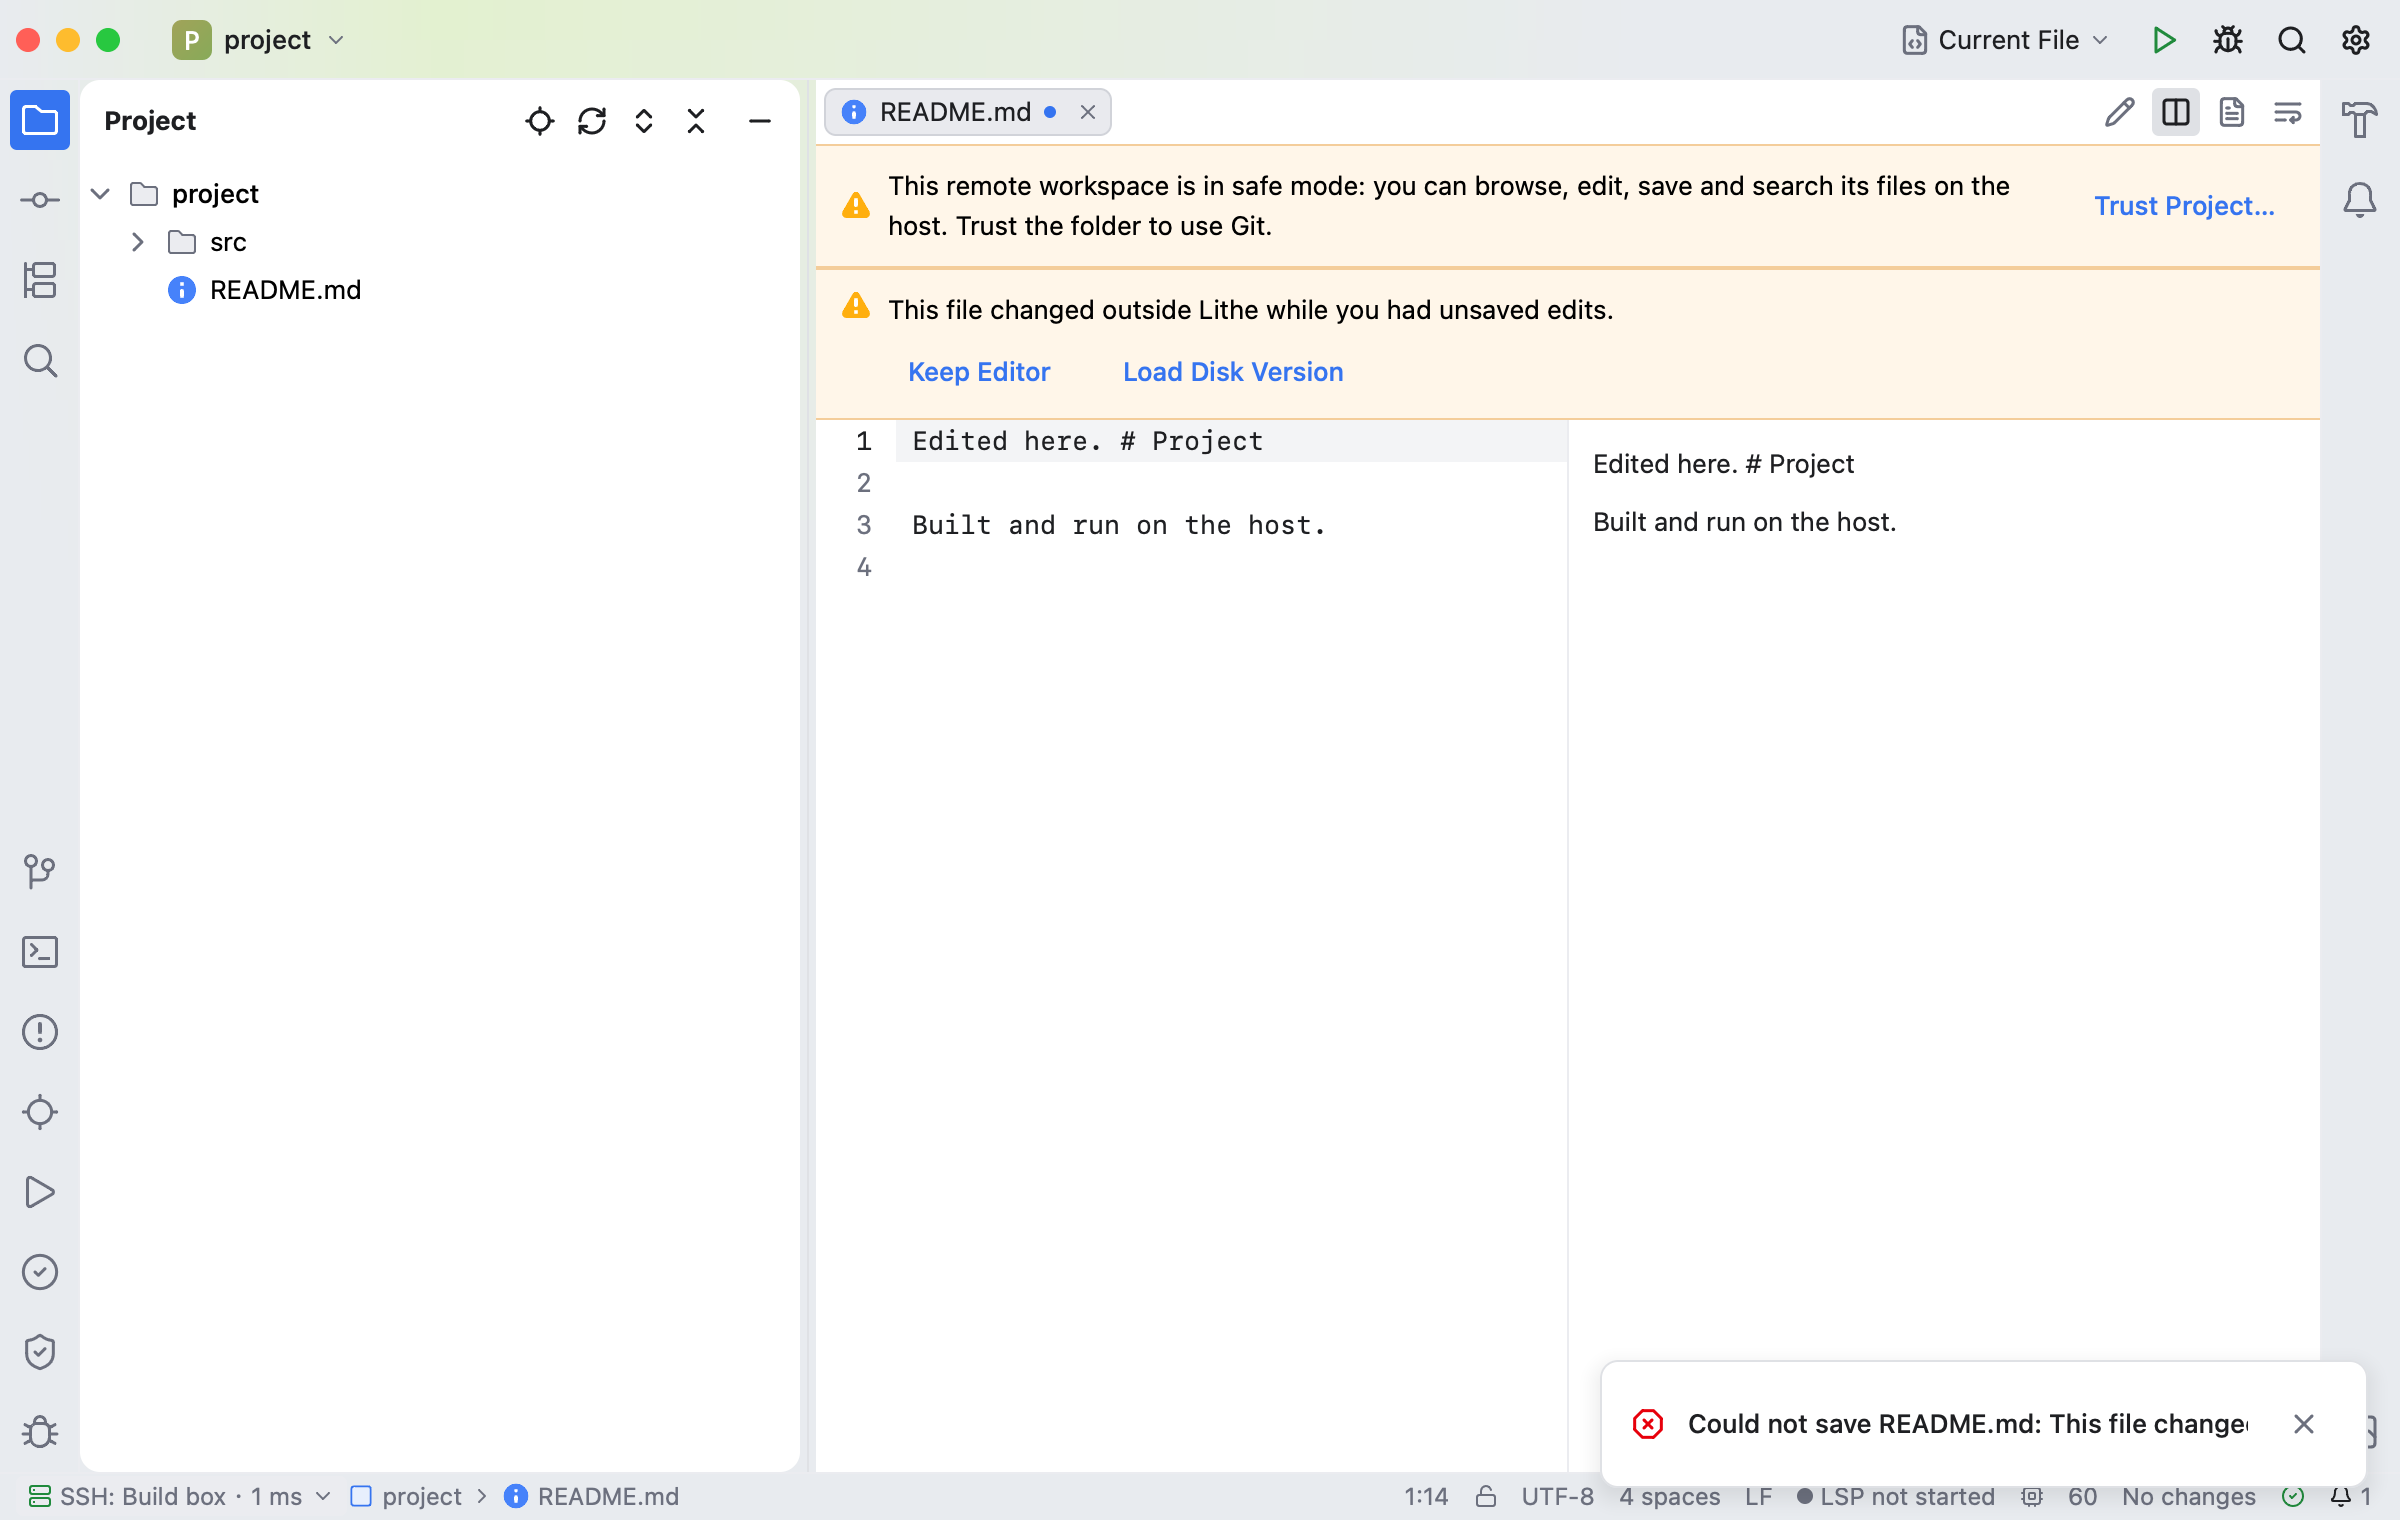 P project
Current File
Project
README.md
project
src
README.md
This remote workspace is in safe mode: you can browse, edit, save and search its files on the
host. Trust the folder to use Git.
Trust Project...
This file changed outside Lithe while you had unsaved edits.
Keep Editor Load Disk Version
1 Edited here. # Project
2
3 Built and run on the host.
4
Edited here. # Project
Built and run on the host.
Could not save README.md: This file changed
SSH: Build box · 1 ms project README.md
1:14 UTF-8 4 spaces LF LSP not started 60 No changes 1